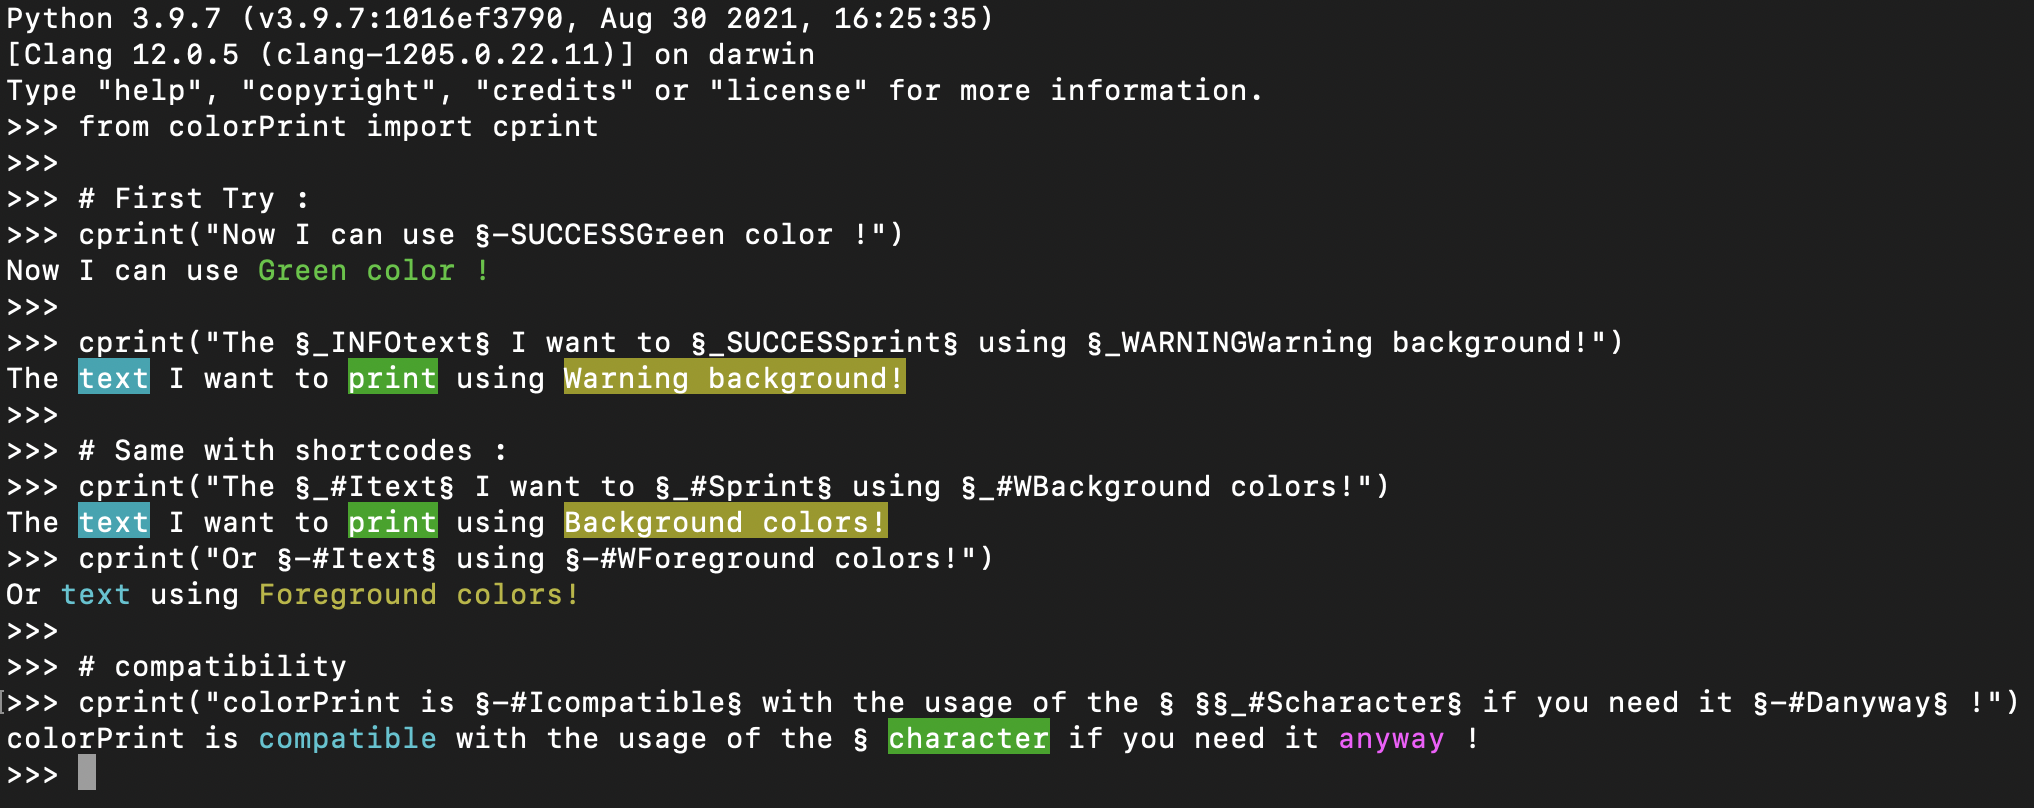 Python 3.9.7 (v3.9.7:1016ef3790, Aug 30 2021, 16:25:35)
[Clang 12.0.5 (clang-1205.0.22.11)] on darwin
Type "help", "copyright", "credits" or "license" for more information.
>>> from colorPrint import cprint
>>>
>>> # First Try :
>>> cprint("Now I can use §-SUCCESSGreen color !")
Now I can use Green color !
>>>
>>> cprint("The §_INFOtext§ I want to §_SUCCESSprint§ using §_WARNINGWarning background!")
The text I want to print using Warning background!
>>>
>>> # Same with shortcodes :
>>> cprint("The §_#Itext§ I want to §_#Sprint§ using §_#WBackground colors!")
The text I want to print using Background colors!
>>> cprint("Or §-#Itext§ using §-#WForeground colors!")
Or text using Foreground colors!
>>>
>>> # compatibility
>>> cprint("colorPrint is §-#Icompatible§ with the usage of the § §§_#Scharacter§ if you need it §-#Danyway§ !")
colorPrint is compatible with the usage of the § character if you need it anyway !
>>>